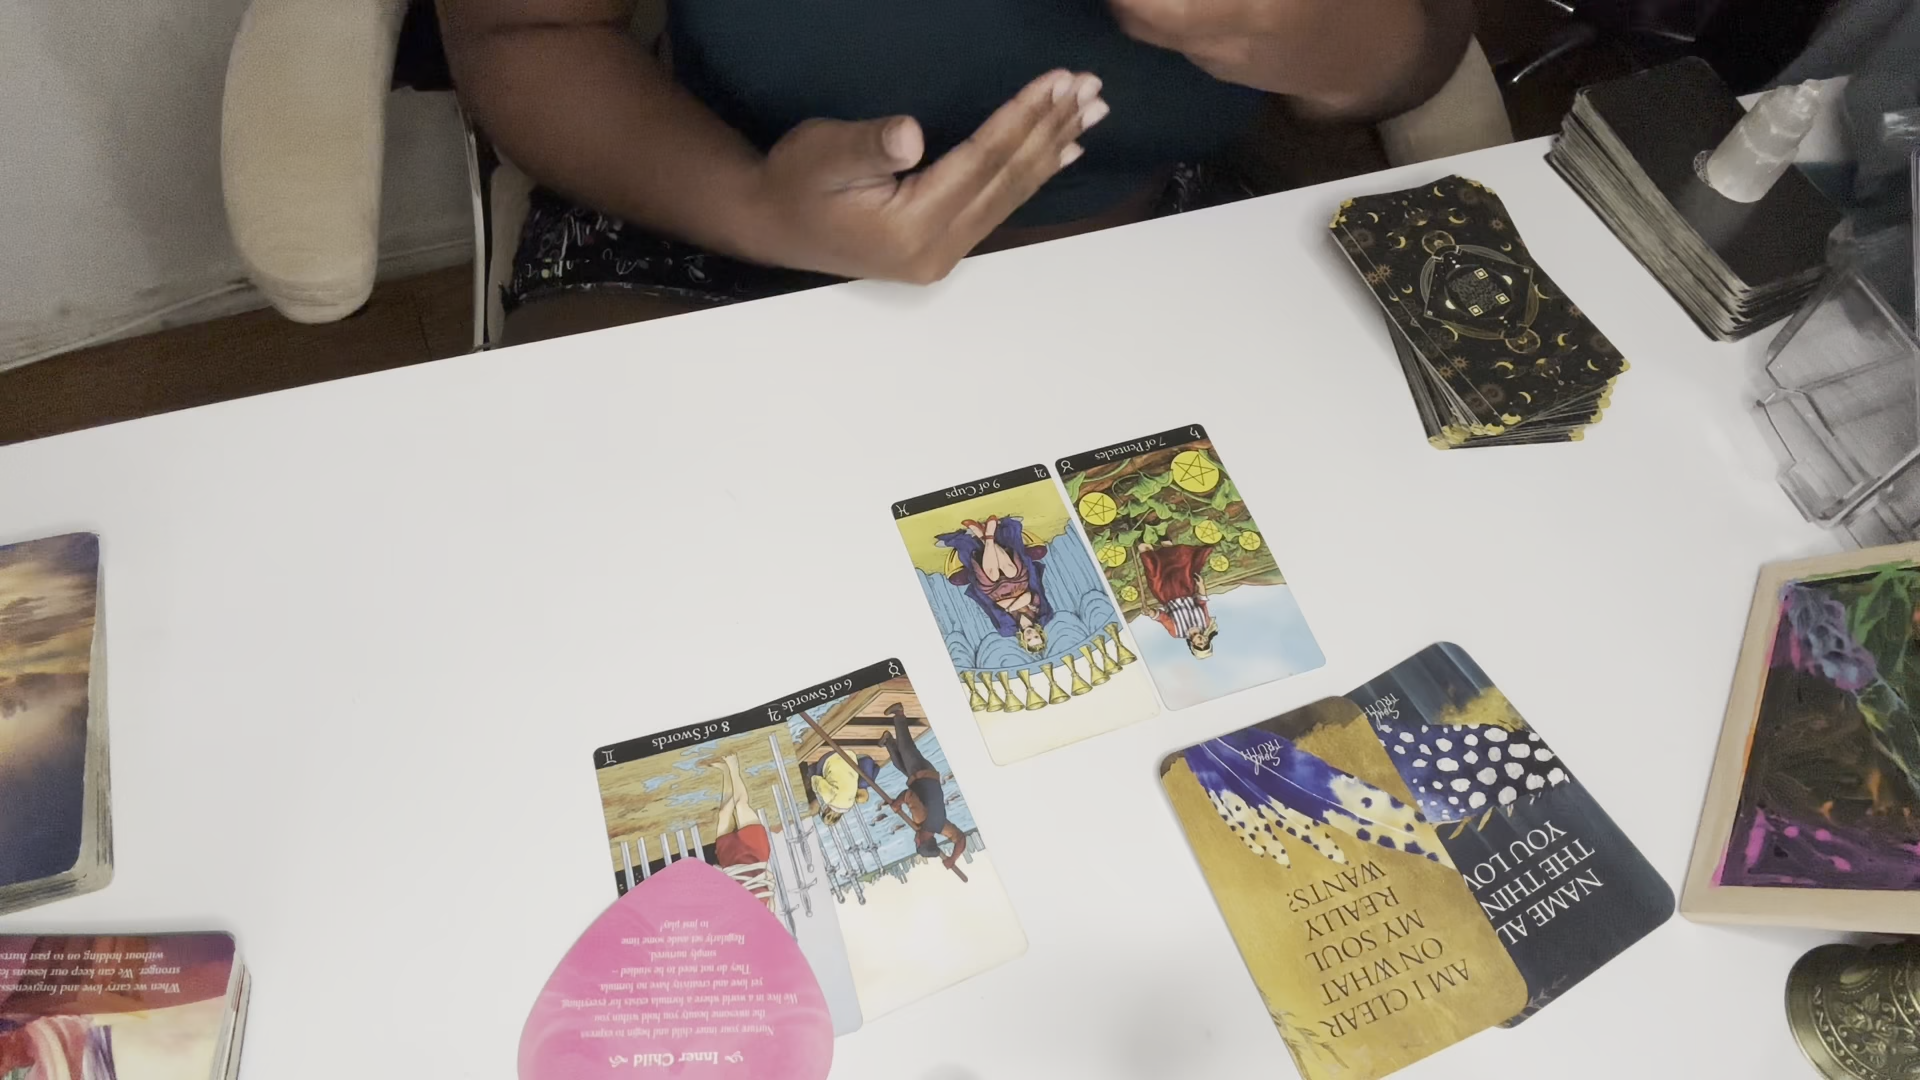 7 of Pentacles
9 of Cups
6 of Swords
8 of Swords
Inner Child
Nurture your inner child and begin to express
the awesome beauty you hold within you.
We live in a world where a formula exists for everything
yet love and creativity have no formula.
They do not need to be studied –
simply nurtured.
Regularly set aside some time
to just play!
AM I CLEAR
ON WHAT
MY SOUL
REALLY
WANTS?
Soul
TRUTH
NAME AL
THE THIN
YOU LOV
Soul
TRUTH
When we carry love and forgiveness
stronger. We can keep our lessons
without holding on to past hurts